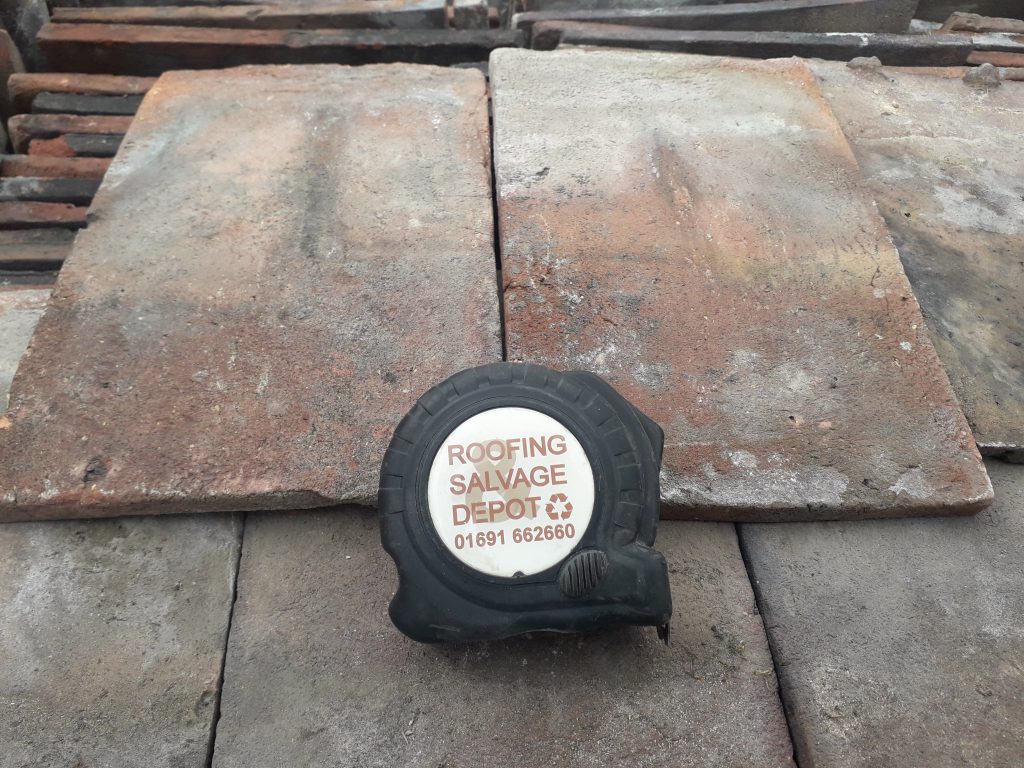 ROOFING
&
SALVAGE
DEPOT
01691 662660